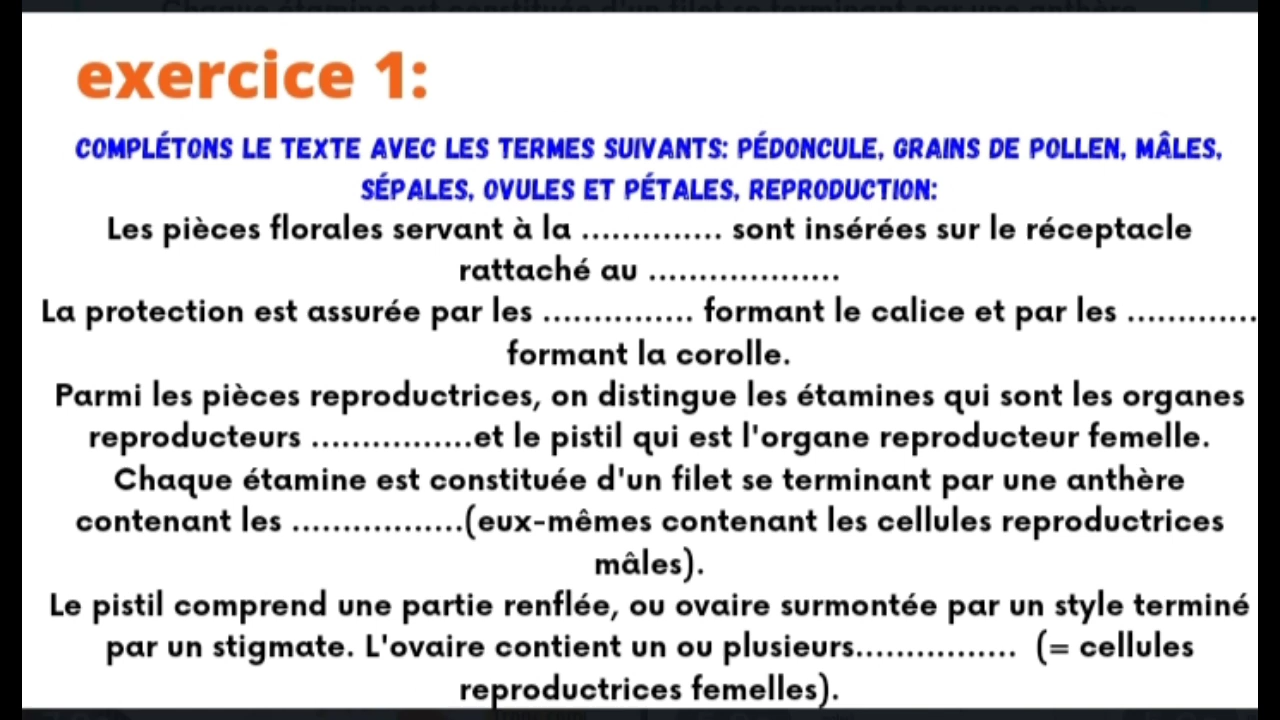 exercice 1:
COMPLÉTONS LE TEXTE AVEC LES TERMES SUIVANTS: PÉDONCULE, GRAINS DE POLLEN, MÂLES,
SÉPALES, OVULES ET PÉTALES, REPRODUCTION:
Les pièces florales servant à la .............. sont insérées sur le réceptacle
rattaché au ...................
La protection est assurée par les ............... formant le calice et par les .............
formant la corolle.
Parmi les pièces reproductrices, on distingue les étamines qui sont les organes
reproducteurs ................et le pistil qui est l'organe reproducteur femelle.
Chaque étamine est constituée d'un filet se terminant par une anthère
contenant les .................(eux-mêmes contenant les cellules reproductrices
mâles).
Le pistil comprend une partie renflée, ou ovaire surmontée par un style terminé
par un stigmate. L'ovaire contient un ou plusieurs................ (= cellules
reproductrices femelles).